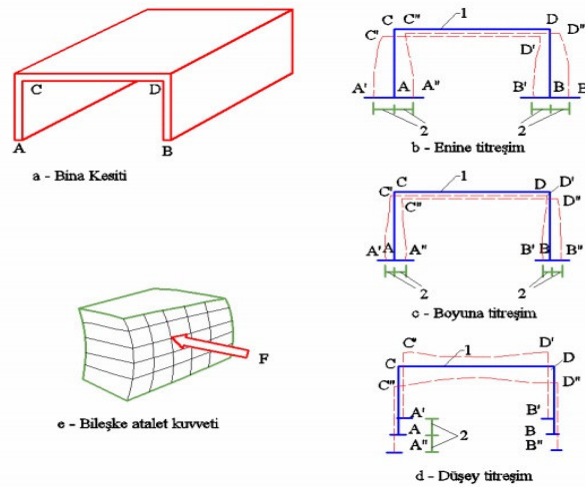 C D
A B
a - Bina Kesiti
C' C C" 1 D D"
D'
A' A A" B' B B
2 2
b - Enine titreşim
C' C C" 1 D D' D"
A' A A" B' B B"
2 2
c - Boyuna titreşim
F
e - Bileşke atalet kuvveti
C' 1 D'
C D
C" D"
A' B'
A 2 B
A" B"
d - Düşey titreşim